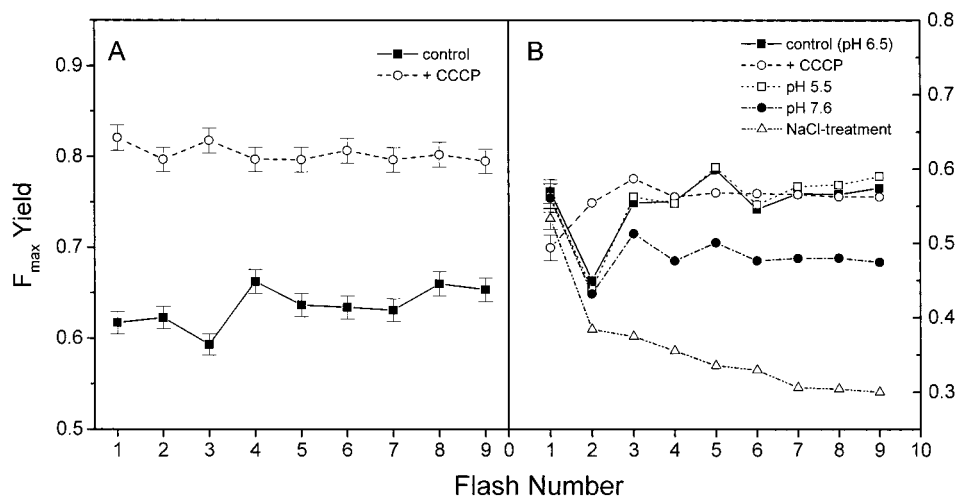 A
control
+ CCCP
B
control (pH 6.5)
+ CCCP
pH 5.5
pH 7.6
NaCl-treatment
F max Yield
0.9
0.8
0.7
0.6
0.5
0.8
0.7
0.6
0.5
0.4
0.3
1 2 3 4 5 6 7 8 9 0 1 2 3 4 5 6 7 8 9 10
Flash Number